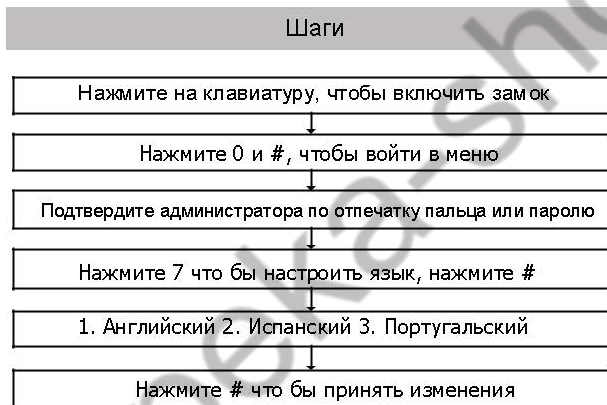 Шаги
Нажмите на клавиатуру, чтобы включить замок
Нажмите 0 и #, чтобы войти в меню
Подтвердите администратора по отпечатку пальца или паролю
Нажмите 7 что бы настроить язык, нажмите #
1. Английский 2. Испанский 3. Португальский
Нажмите # что бы принять изменения